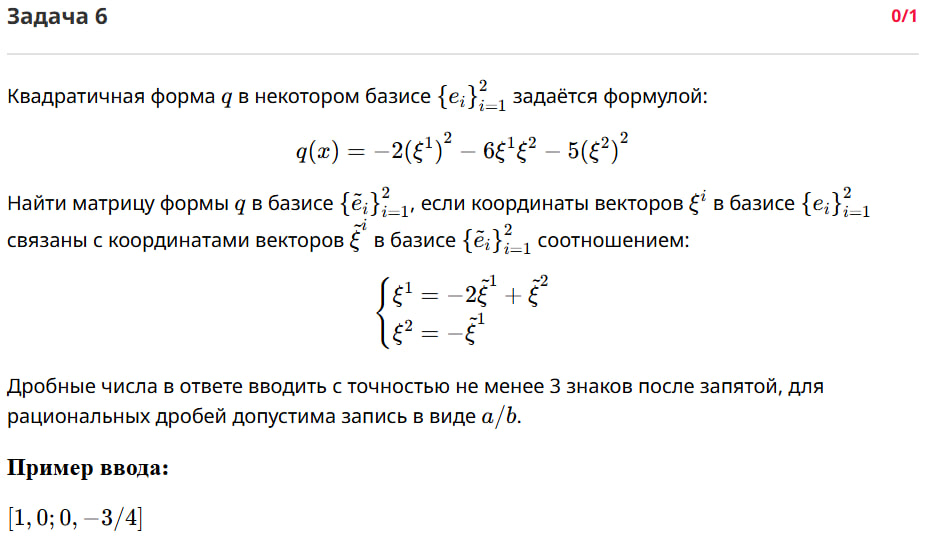 Задача 6
0/1
Квадратичная форма q в некотором базисе {e_i}_{i=1}^2 задаётся формулой:
q(x) = −2(ξ^1)^2 − 6ξ^1ξ^2 − 5(ξ^2)^2
Найти матрицу формы q в базисе {ẽ_i}_{i=1}^2, если координаты векторов ξ^i в базисе {e_i}_{i=1}^2
связаны с координатами векторов ξ̃^i в базисе {ẽ_i}_{i=1}^2 соотношением:
{ ξ^1 = −2ξ̃^1 + ξ̃^2
ξ^2 = −ξ̃^1
Дробные числа в ответе вводить с точностью не менее 3 знаков после запятой, для
рациональных дробей допустима запись в виде a/b.
Пример ввода:
[1, 0; 0, −3/4]